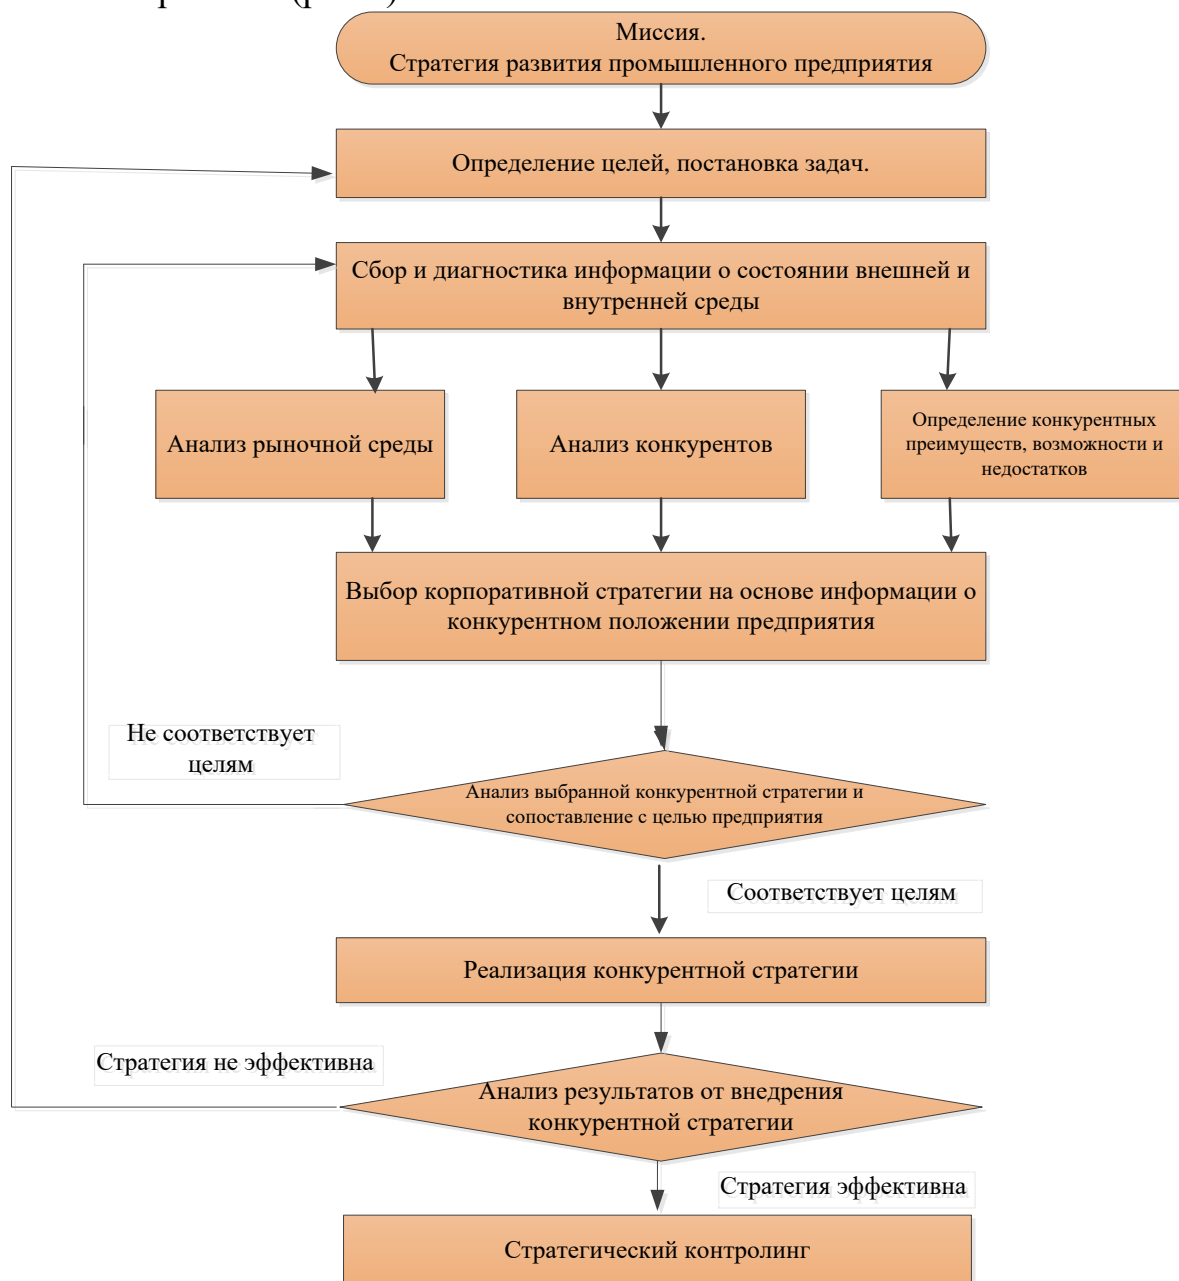 Миссия.
Стратегия развития промышленного предприятия
Определение целей, постановка задач.
Сбор и диагностика информации о состоянии внешней и
внутренней среды
Анализ рыночной среды
Анализ конкурентов
Определение конкурентных
преимуществ, возможности и
недостатков
Выбор корпоративной стратегии на основе информации о
конкурентном положении предприятия
Не соответствует
целям
Анализ выбранной конкурентной стратегии и
сопоставление с целью предприятия
Соответствует целям
Реализация конкурентной стратегии
Стратегия не эффективна
Анализ результатов от внедрения
конкурентной стратегии
Стратегия эффективна
Стратегический контролинг